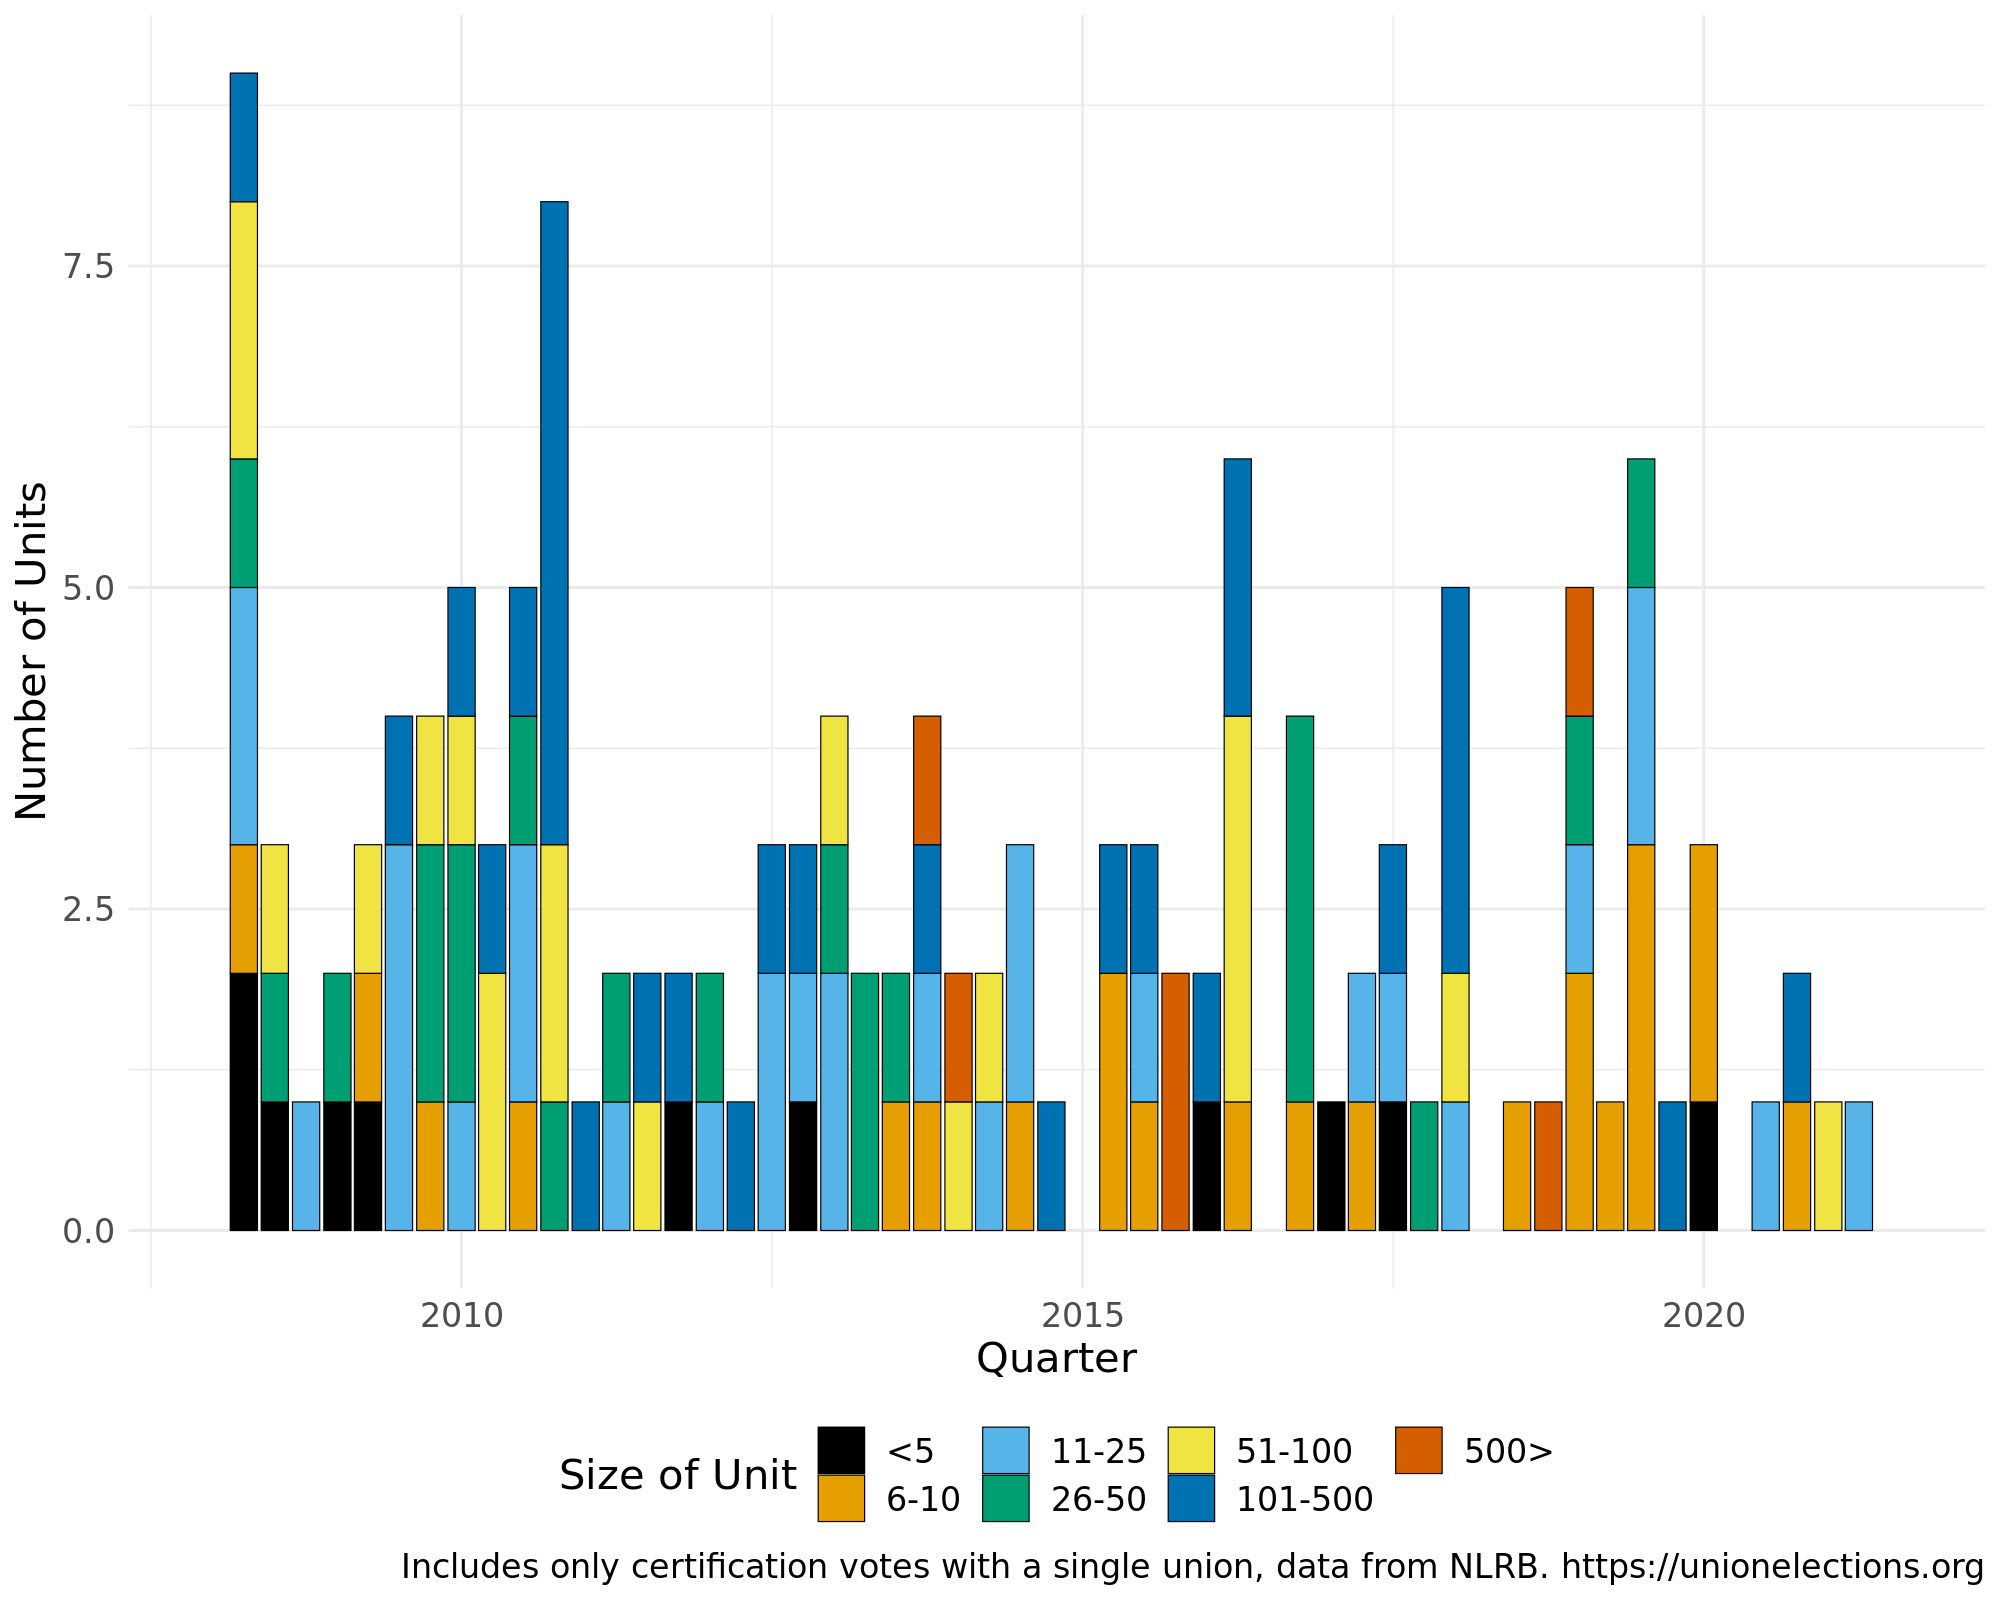 Number of Units
7.5
5.0
2.5
0.0
2010 2015 2020
Quarter
Size of Unit
<5 11-25 51-100 500>
6-10 26-50 101-500
Includes only certification votes with a single union, data from NLRB. https://unionelections.org